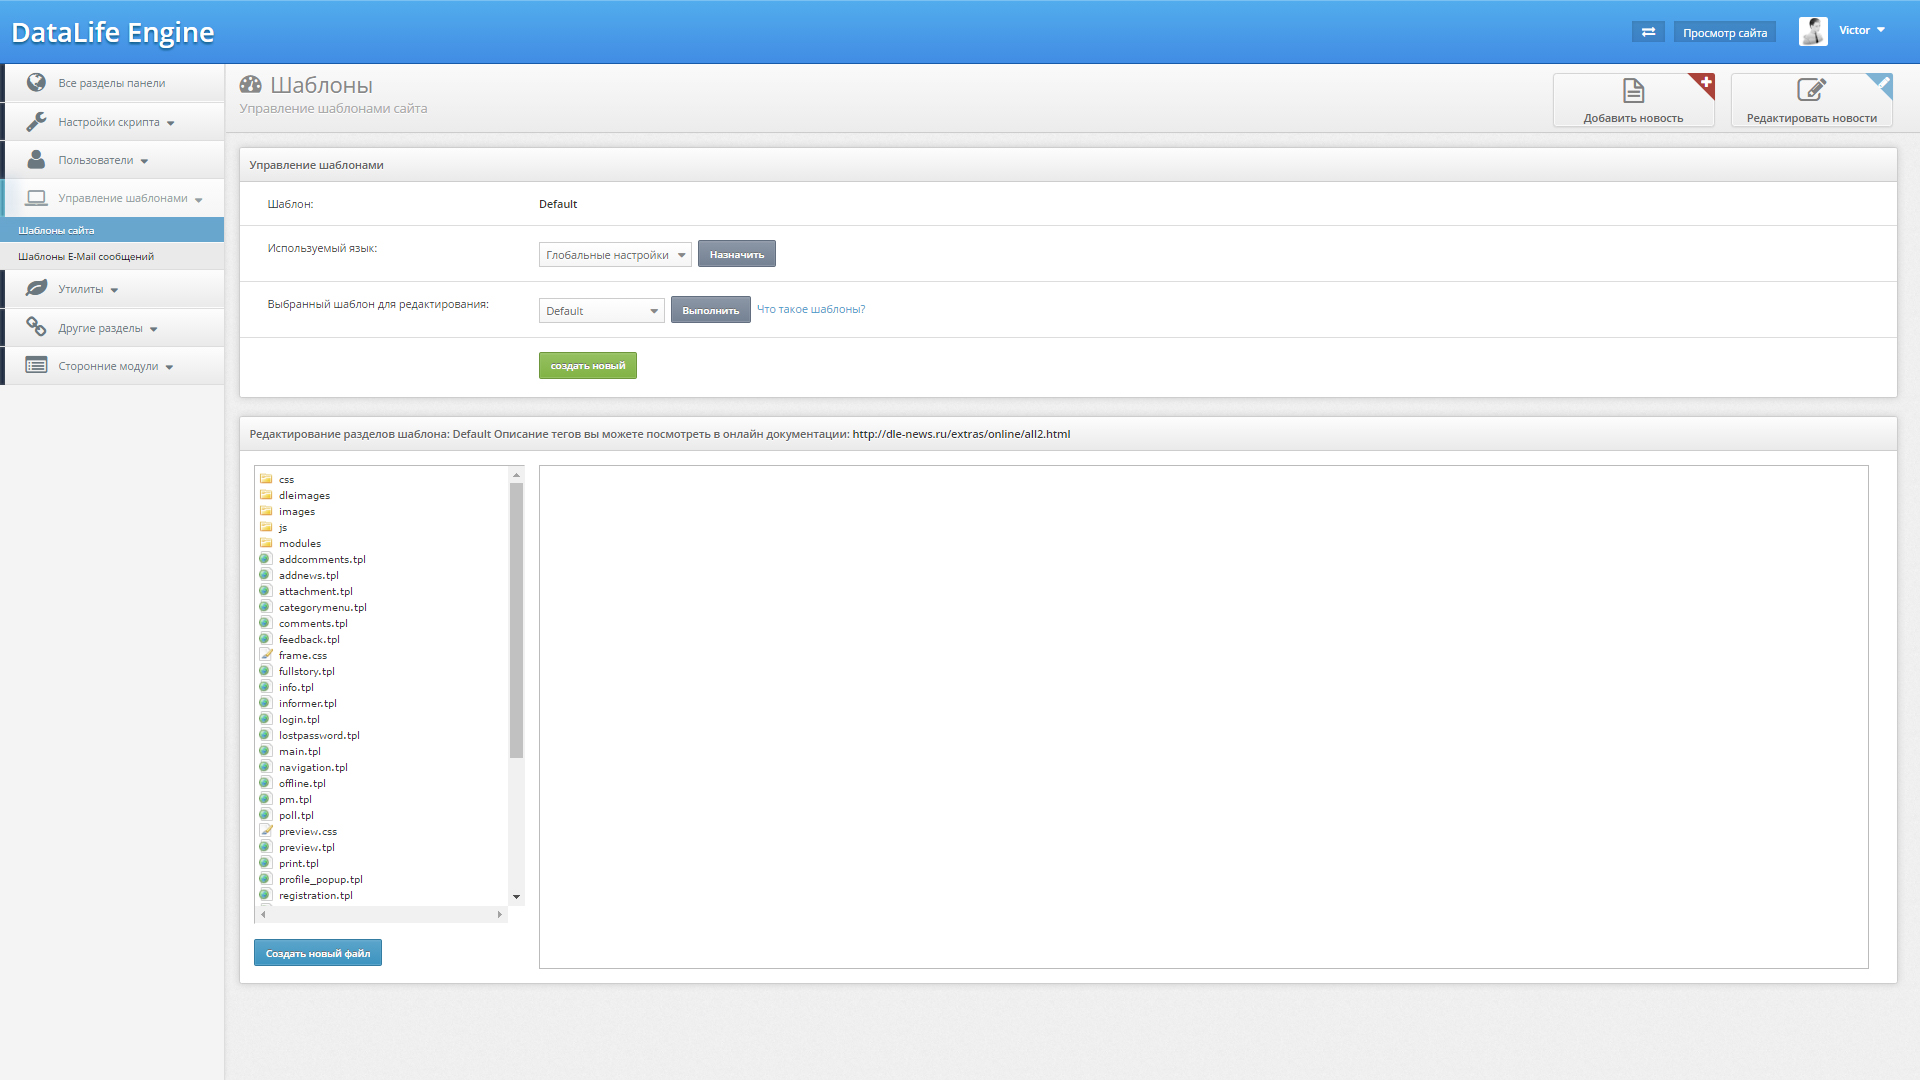 DataLife Engine
Просмотр сайта
Victor
Все разделы панели
Настройки скрипта
Пользователи
Управление шаблонами
Шаблоны сайта
Шаблоны E-Mail сообщений
Утилиты
Другие разделы
Сторонние модули
Шаблоны
Управление шаблонами сайта
Добавить новость
Редактировать новости
Управление шаблонами
Шаблон: Default
Используемый язык: Глобальные настройки Назначить
Выбранный шаблон для редактирования: Default Выполнить Что такое шаблоны?
создать новый
Редактирование разделов шаблона: Default Описание тегов вы можете посмотреть в онлайн документации: http://dle-news.ru/extras/online/all2.html
css
dleimages
images
js
modules
addcomments.tpl
addnews.tpl
attachment.tpl
categorymenu.tpl
comments.tpl
feedback.tpl
frame.css
fullstory.tpl
info.tpl
informer.tpl
login.tpl
lostpassword.tpl
main.tpl
navigation.tpl
offline.tpl
pm.tpl
poll.tpl
preview.css
preview.tpl
print.tpl
profile_popup.tpl
registration.tpl
Создать новый файл